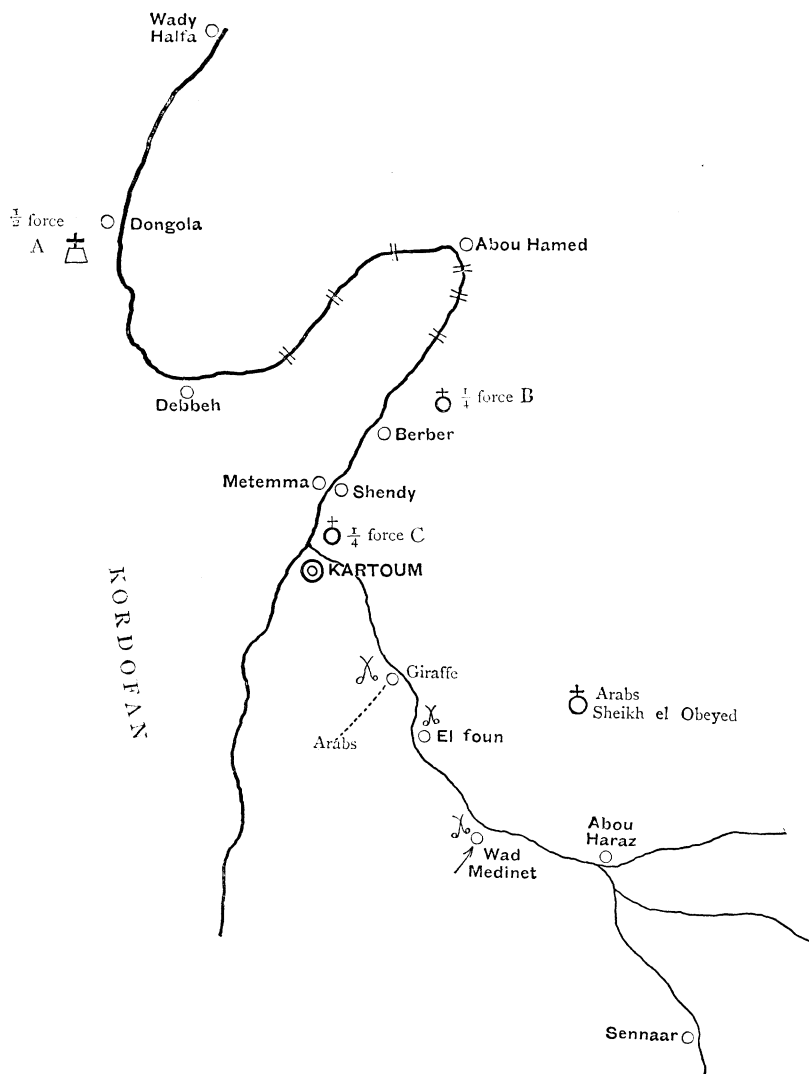 Wady
Halfa
½ force
A
Dongola
Abou Hamed
Debbeh
¼ force B
Berber
Metemma
Shendy
¼ force C
KARTOUM
KORDOFAN
Giraffe
Arabs
Sheikh el Obeyed
Arabs
El foun
Abou
Haraz
Wad
Medinet
Sennaar